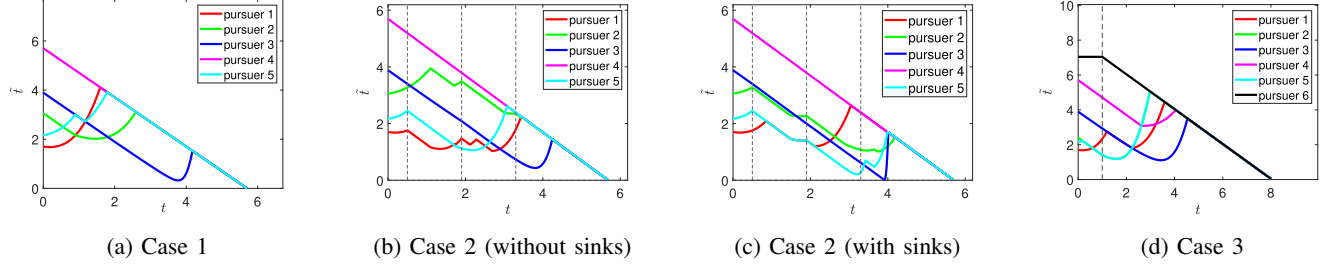 pursuer 1
pursuer 2
pursuer 3
pursuer 4
pursuer 5
6
4
2
0
t̃
0 2 4 6
t
(a) Case 1
pursuer 1
pursuer 2
pursuer 3
pursuer 4
pursuer 5
6
4
2
0
t̃
0 2 4 6
t
(b) Case 2 (without sinks)
pursuer 1
pursuer 2
pursuer 3
pursuer 4
pursuer 5
6
4
2
0
t̃
0 2 4 6
t
(c) Case 2 (with sinks)
pursuer 1
pursuer 2
pursuer 3
pursuer 4
pursuer 5
pursuer 6
10
8
6
4
2
0
t̃
0 2 4 6 8
t
(d) Case 3